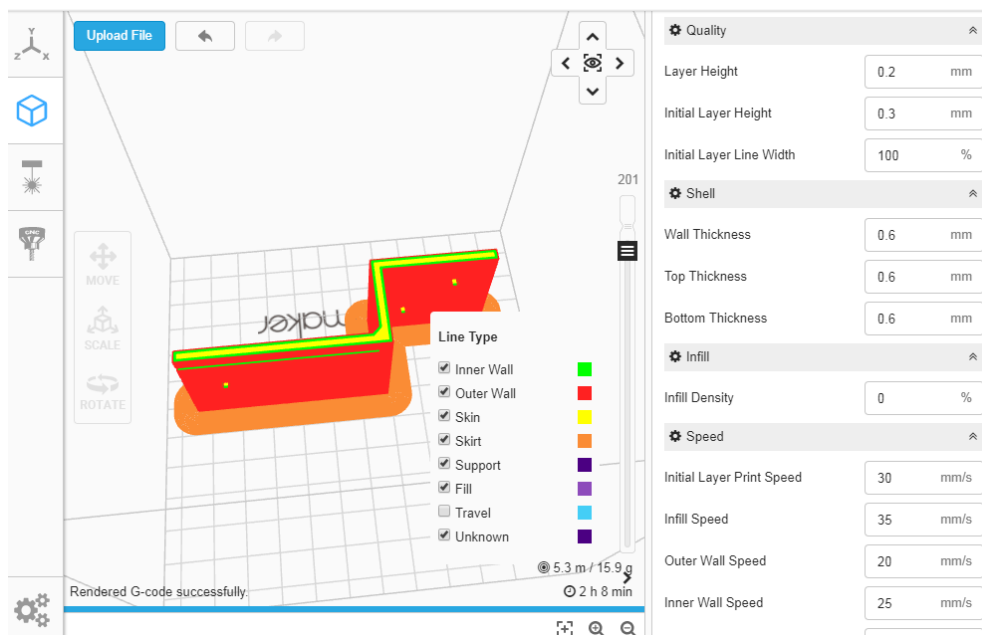 Y
Z X
Upload File
201
MOVE
SCALE
ROTATE
CNC
maker
Line Type
Inner Wall
Outer Wall
Skin
Skirt
Support
Fill
Travel
Unknown
5.3 m / 15.9 g
2 h 8 min
Rendered G-code successfully.
Quality
Layer Height 0.2 mm
Initial Layer Height 0.3 mm
Initial Layer Line Width 100 %
Shell
Wall Thickness 0.6 mm
Top Thickness 0.6 mm
Bottom Thickness 0.6 mm
Infill
Infill Density 0 %
Speed
Initial Layer Print Speed 30 mm/s
Infill Speed 35 mm/s
Outer Wall Speed 20 mm/s
Inner Wall Speed 25 mm/s